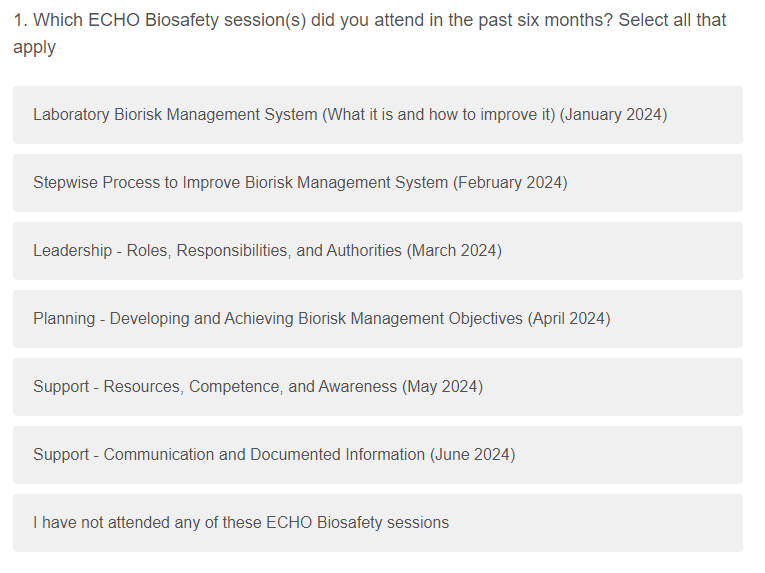 1. Which ECHO Biosafety session(s) did you attend in the past six months? Select all that
apply
Laboratory Biorisk Management System (What it is and how to improve it) (January 2024)
Stepwise Process to Improve Biorisk Management System (February 2024)
Leadership - Roles, Responsibilities, and Authorities (March 2024)
Planning - Developing and Achieving Biorisk Management Objectives (April 2024)
Support - Resources, Competence, and Awareness (May 2024)
Support - Communication and Documented Information (June 2024)
I have not attended any of these ECHO Biosafety sessions